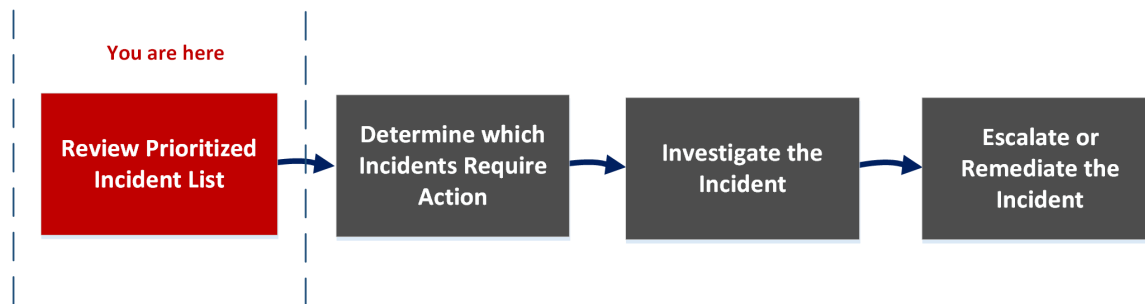 You are here
Review Prioritized
Incident List
Determine which
Incidents Require
Action
Investigate the
Incident
Escalate or
Remediate the
Incident